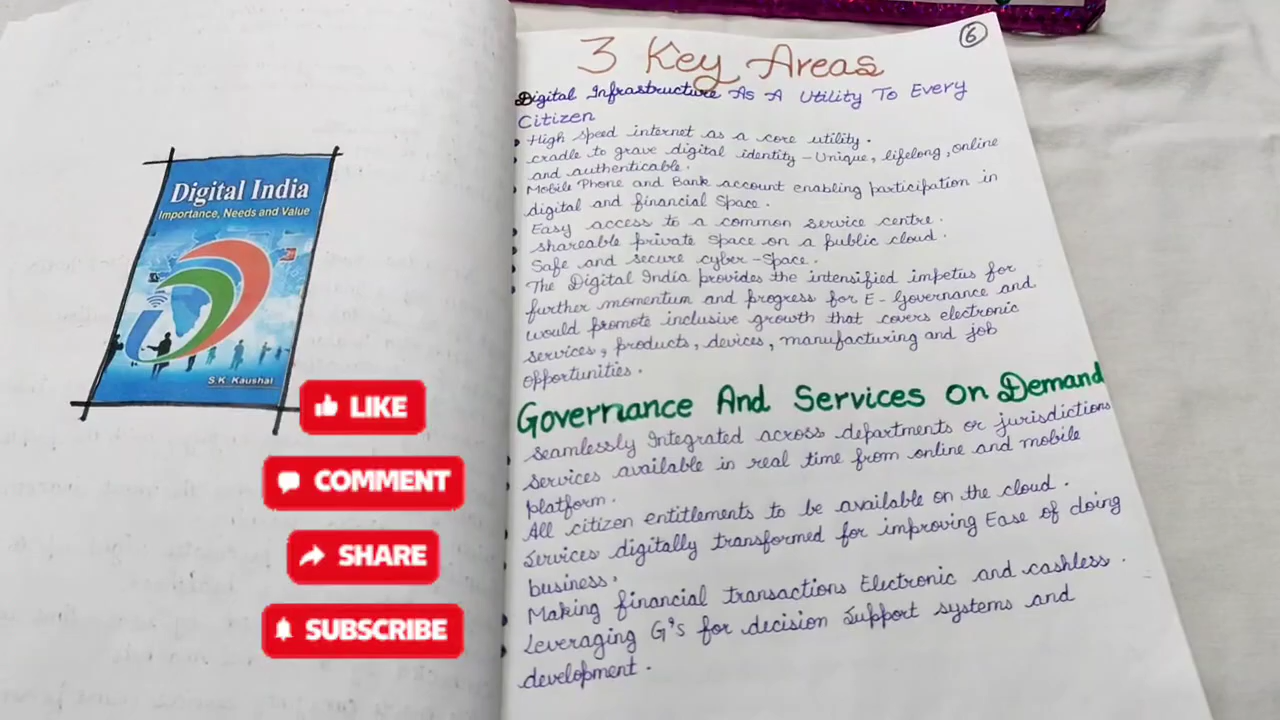 Digital India
Importance, Needs and Value
S.K. Kaushal
LIKE
COMMENT
SHARE
SUBSCRIBE
6
3 Key Areas
Digital Infrastructure As A Utility To Every
Citizen
High speed internet as a core utility.
cradle to grave digital identity - Unique, lifelong, online
and authenticable.
Mobile Phone and Bank account enabling participation in
digital and financial Space.
Easy access to a common service centre.
shareable private space on a public cloud.
Safe and secure cyber-Space.
The Digital India provides the intensified impetus for
further momentum and progress for E-Governance and
would promote inclusive growth that covers electronic
services, products, devices, manufacturing and job
opportunities.
Governance And Services On Demand
Seamlessly Integrated across departments or jurisdictions
Services available in real time from online and mobile
platform.
All citizen entitlements to be available on the cloud.
Services digitally transformed for improving Ease of doing
business.
Making financial transactions Electronic and cashless.
Leveraging G's for decision Support systems and
development.